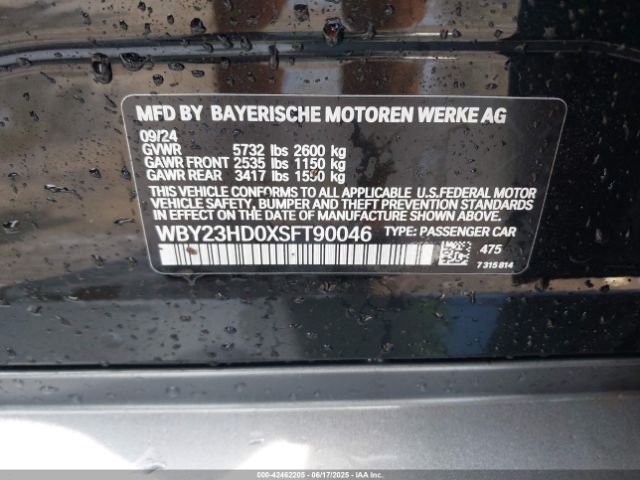 MFD BY BAYERISCHE MOTOREN WERKE AG
09/24
GVWR 5732 lbs 2600 kg
GAWR FRONT 2535 lbs 1150 kg
GAWR REAR 3417 lbs 1550 kg
THIS VEHICLE CONFORMS TO ALL APPLICABLE U.S.FEDERAL MOTOR
VEHICLE SAFETY, BUMPER, AND THEFT PREVENTION
STANDARDS IN EFFECT ON THE DATE OF
MANUFACTURE SHOWN ABOVE.
WBY23HD0XSFT90046 TYPE: PASSENGER CAR
475
7 315 814
000-42462205 - 06/17/2025 - IAAI.COM